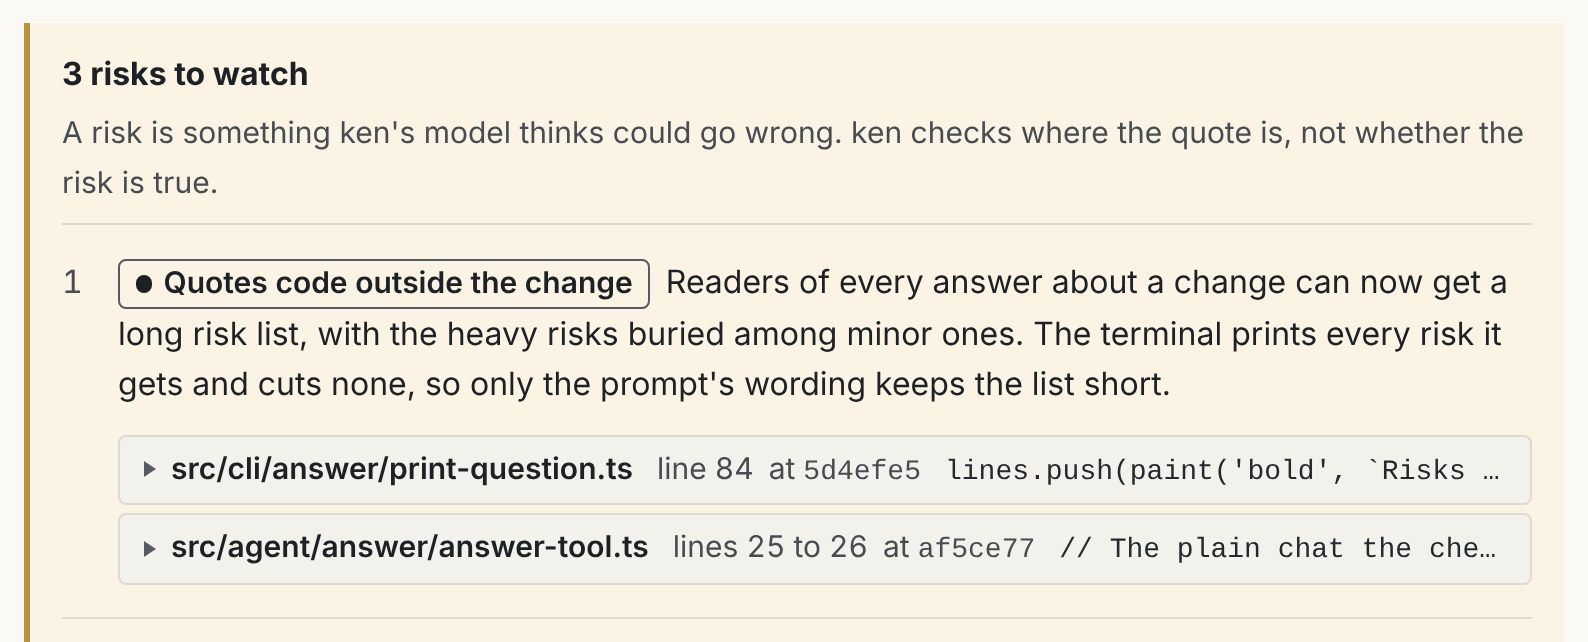 3 risks to watch
A risk is something ken's model thinks could go wrong. ken checks where the quote is, not whether the
risk is true.
1 ● Quotes code outside the change Readers of every answer about a change can now get a
long risk list, with the heavy risks buried among minor ones. The terminal prints every risk it
gets and cuts none, so only the prompt's wording keeps the list short.
▶ src/cli/answer/print-question.ts line 84 at 5d4efe5 lines.push(paint('bold', `Risks …
▶ src/agent/answer/answer-tool.ts lines 25 to 26 at af5ce77 // The plain chat the che…